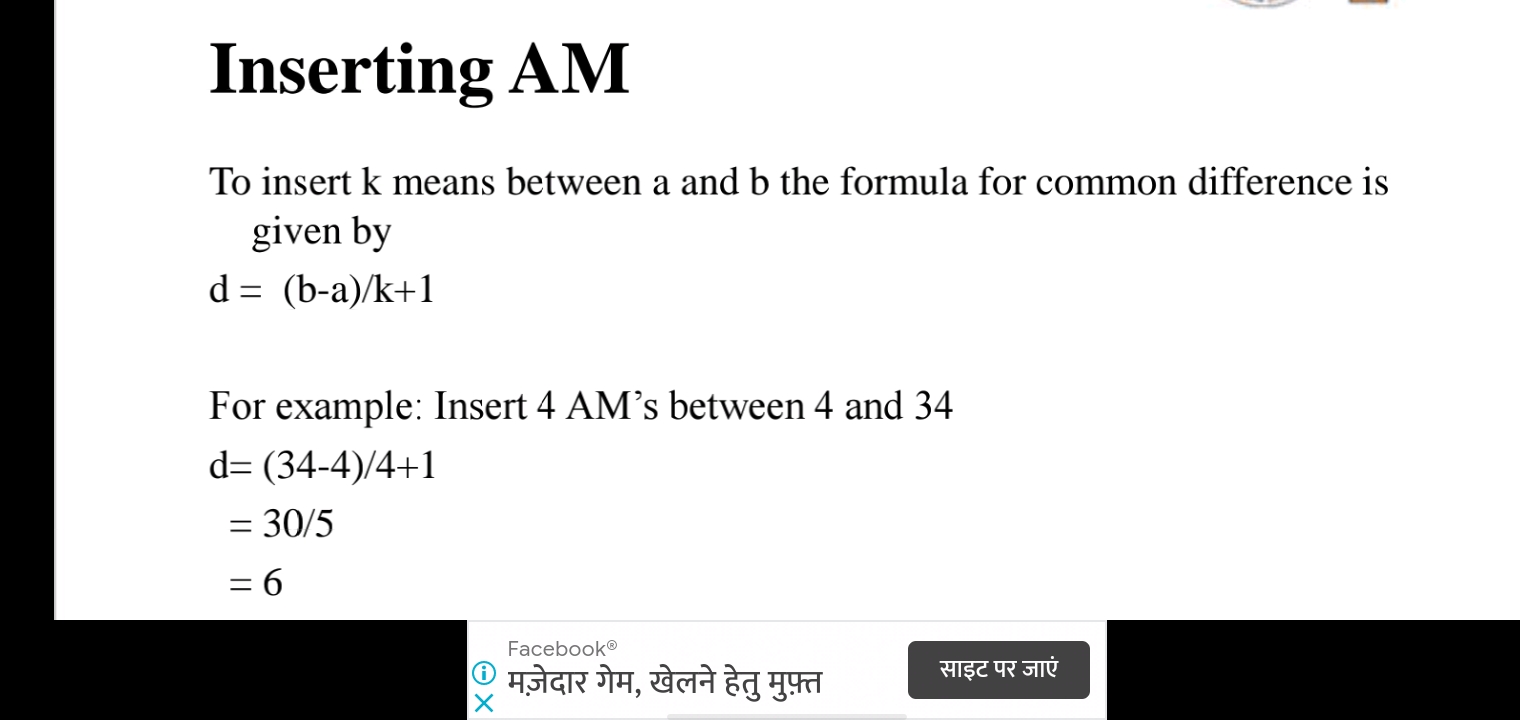 Inserting AM
To insert k means between a and b the formula for common difference is
given by
d = (b-a)/k+1
For example: Insert 4 AM’s between 4 and 34
d= (34-4)/4+1
= 30/5
= 6
Facebook®
मज़ेदार गेम, खेलने हेतु मुफ़्त
साइट पर जाएं